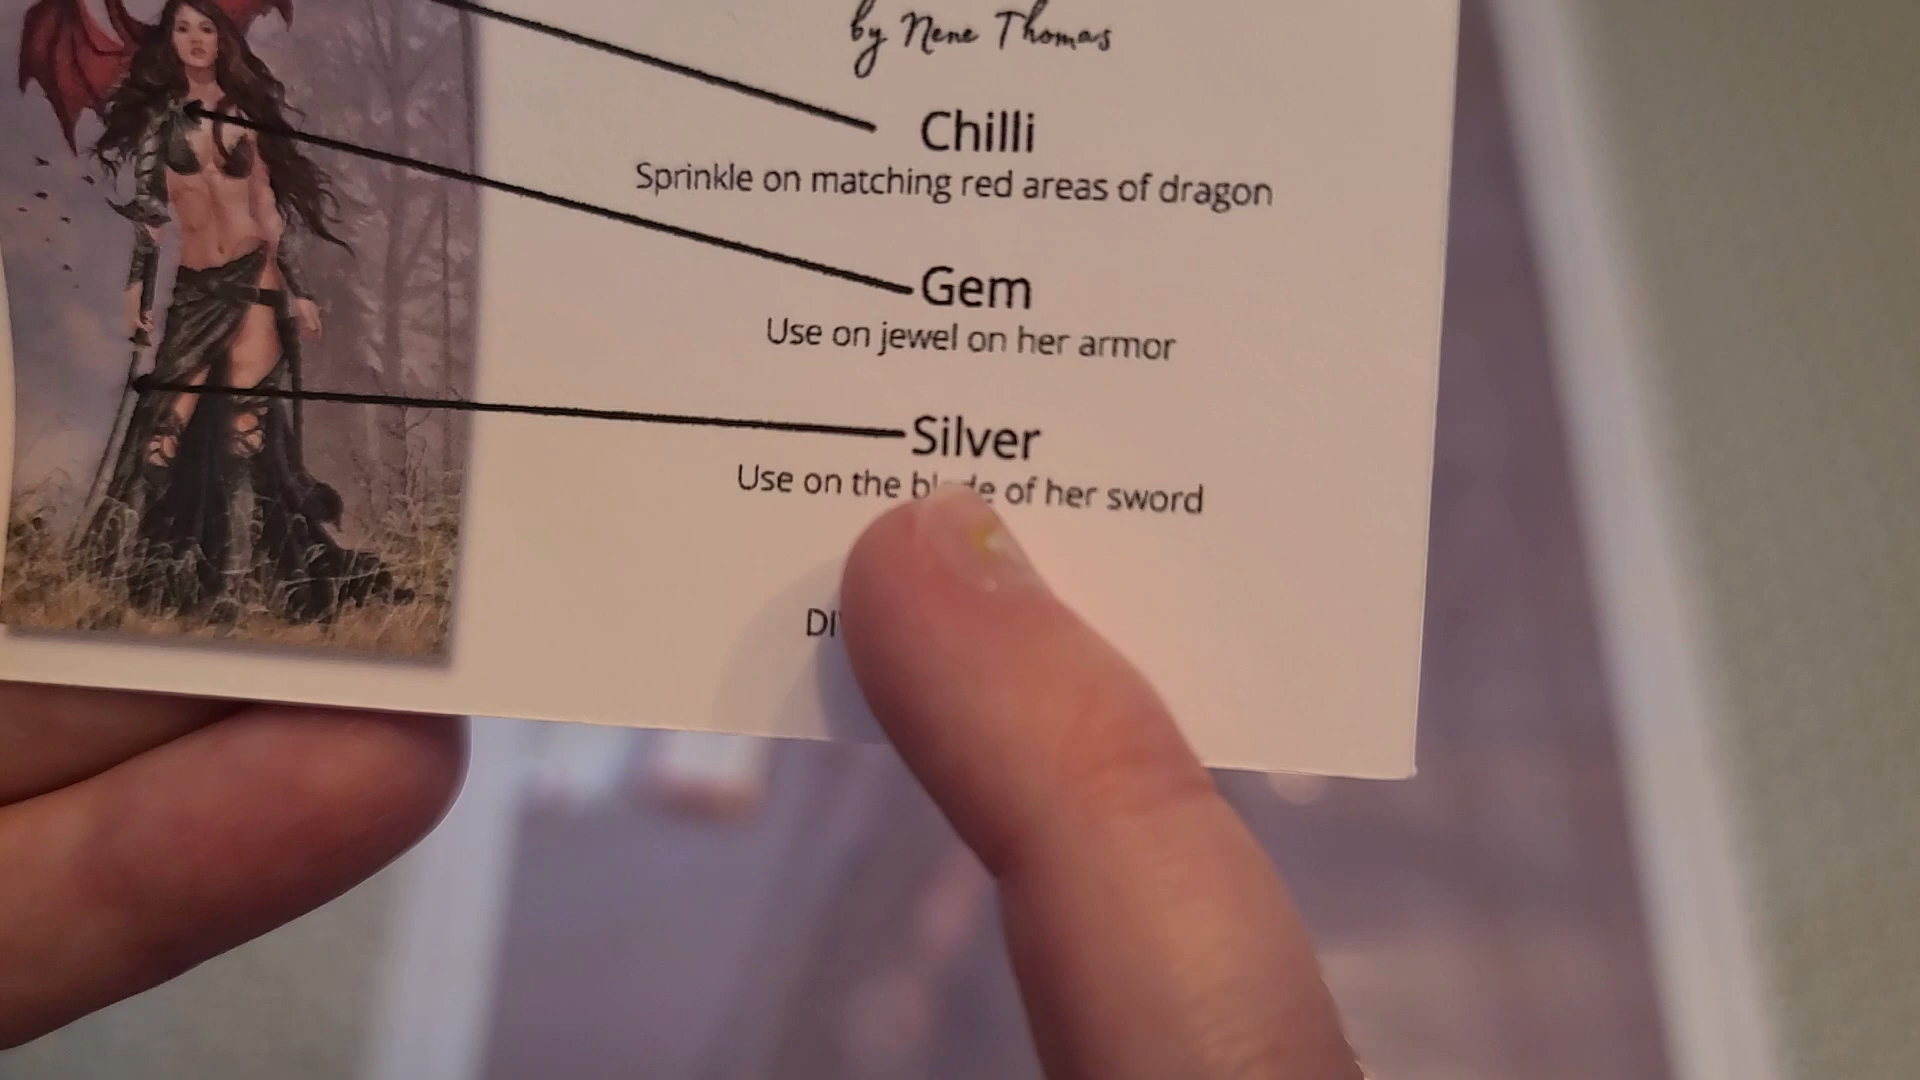 by Nene Thomas
Chilli
Sprinkle on matching red areas of dragon
Gem
Use on jewel on her armor
Silver
Use on the blade of her sword